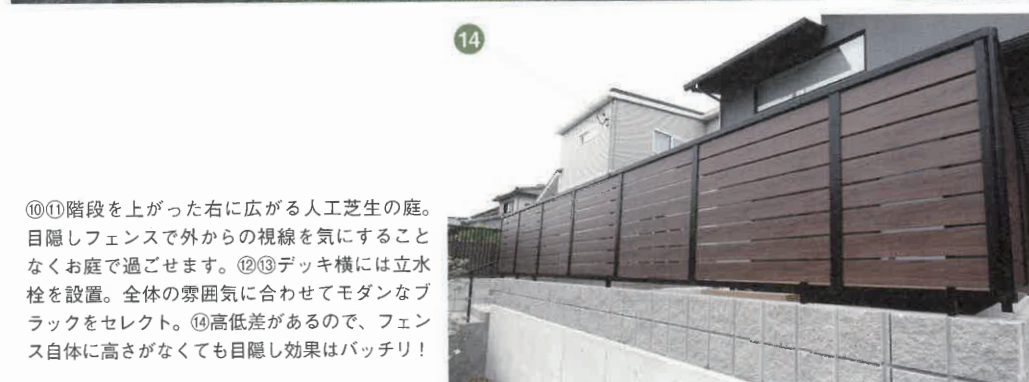 14
⑩⑪階段を上がった右に広がる人工芝生の庭。
目隠しフェンスで外からの視線を気にすること
なくお庭で過ごせます。⑫⑬デッキ横には立水
栓を設置。全体の雰囲気に合わせてモダンなブ
ラックをセレクト。⑭高低差があるので、フェン
ス自体に高さがなくても目隠し効果はバッチリ！